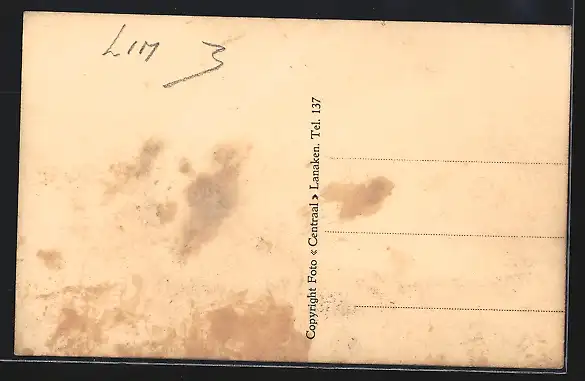 LIM 3
Copyright Foto « Centraal » Lanaken. Tel. 137